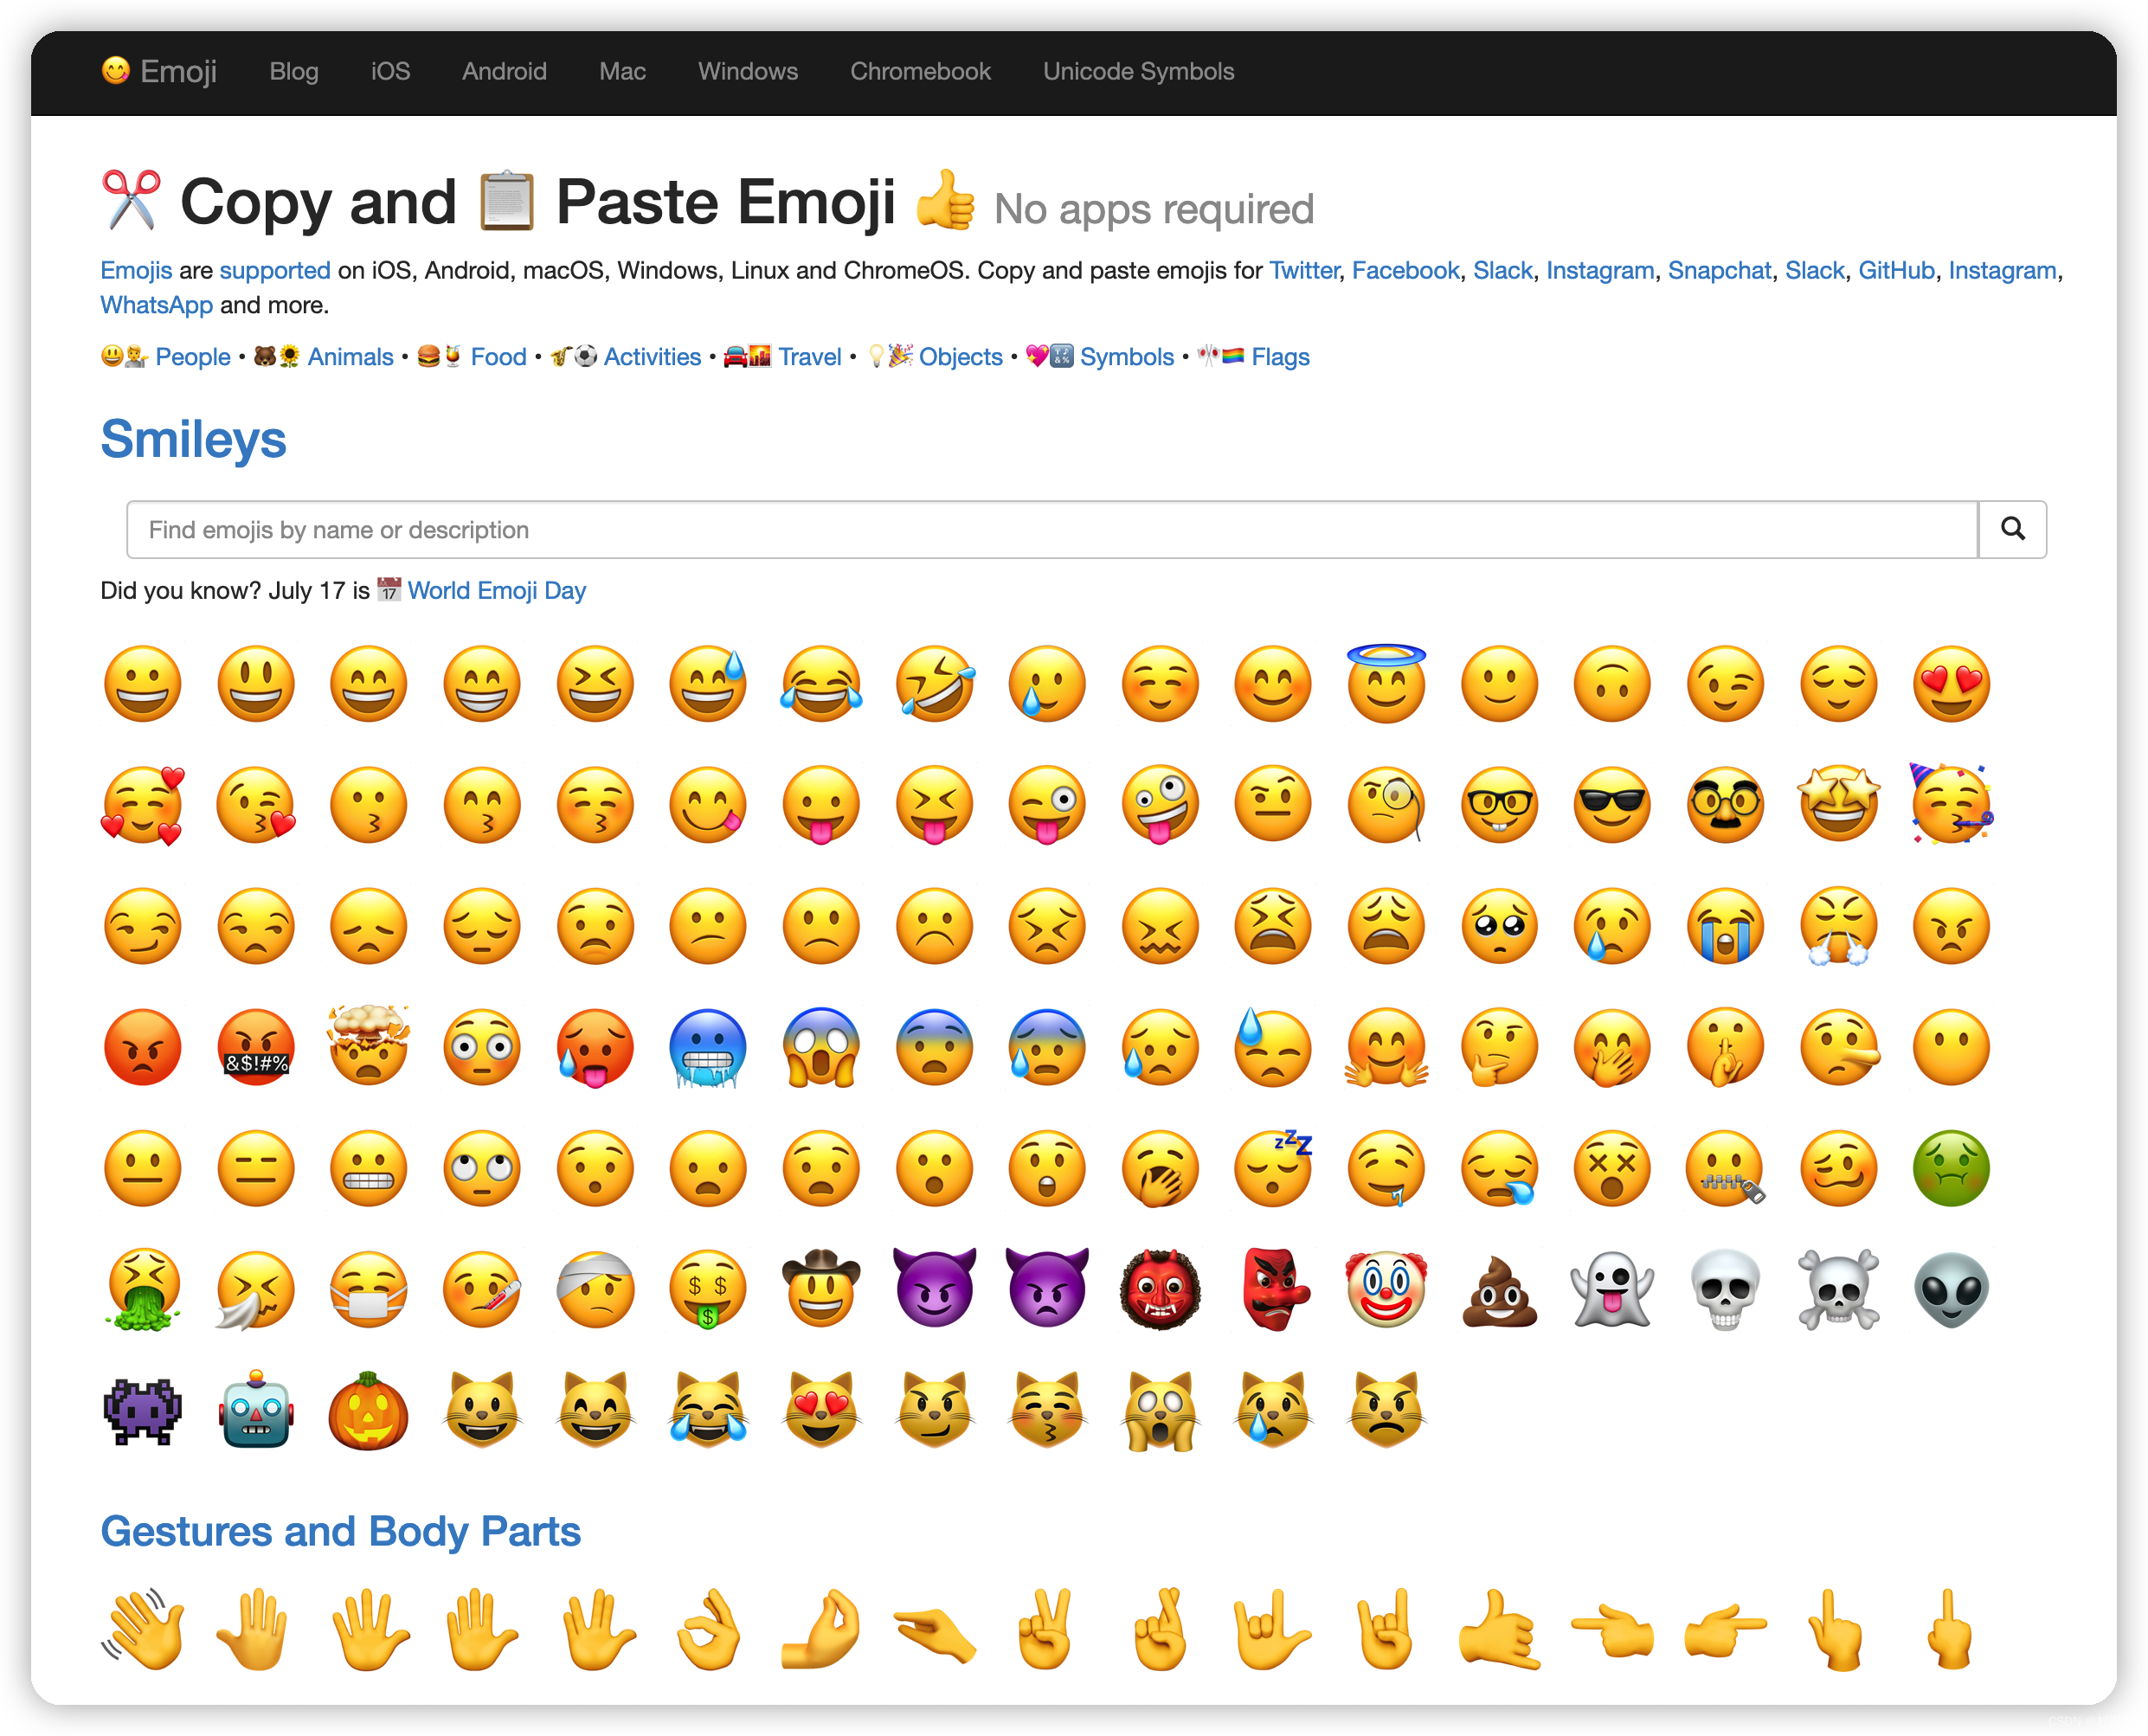 😋 Emoji Blog iOS Android Mac Windows Chromebook Unicode Symbols
✂️ Copy and 📋 Paste Emoji 👍 No apps required
Emojis are supported on iOS, Android, macOS, Windows, Linux and ChromeOS. Copy and paste emojis for Twitter, Facebook, Slack, Instagram, Snapchat, Slack, GitHub, Instagram,
WhatsApp and more.
People • Animals • Food • Activities • Travel • Objects • Symbols • Flags
Smileys
Find emojis by name or description
Did you know? July 17 is 📅 World Emoji Day
&$!#%
Gestures and Body Parts